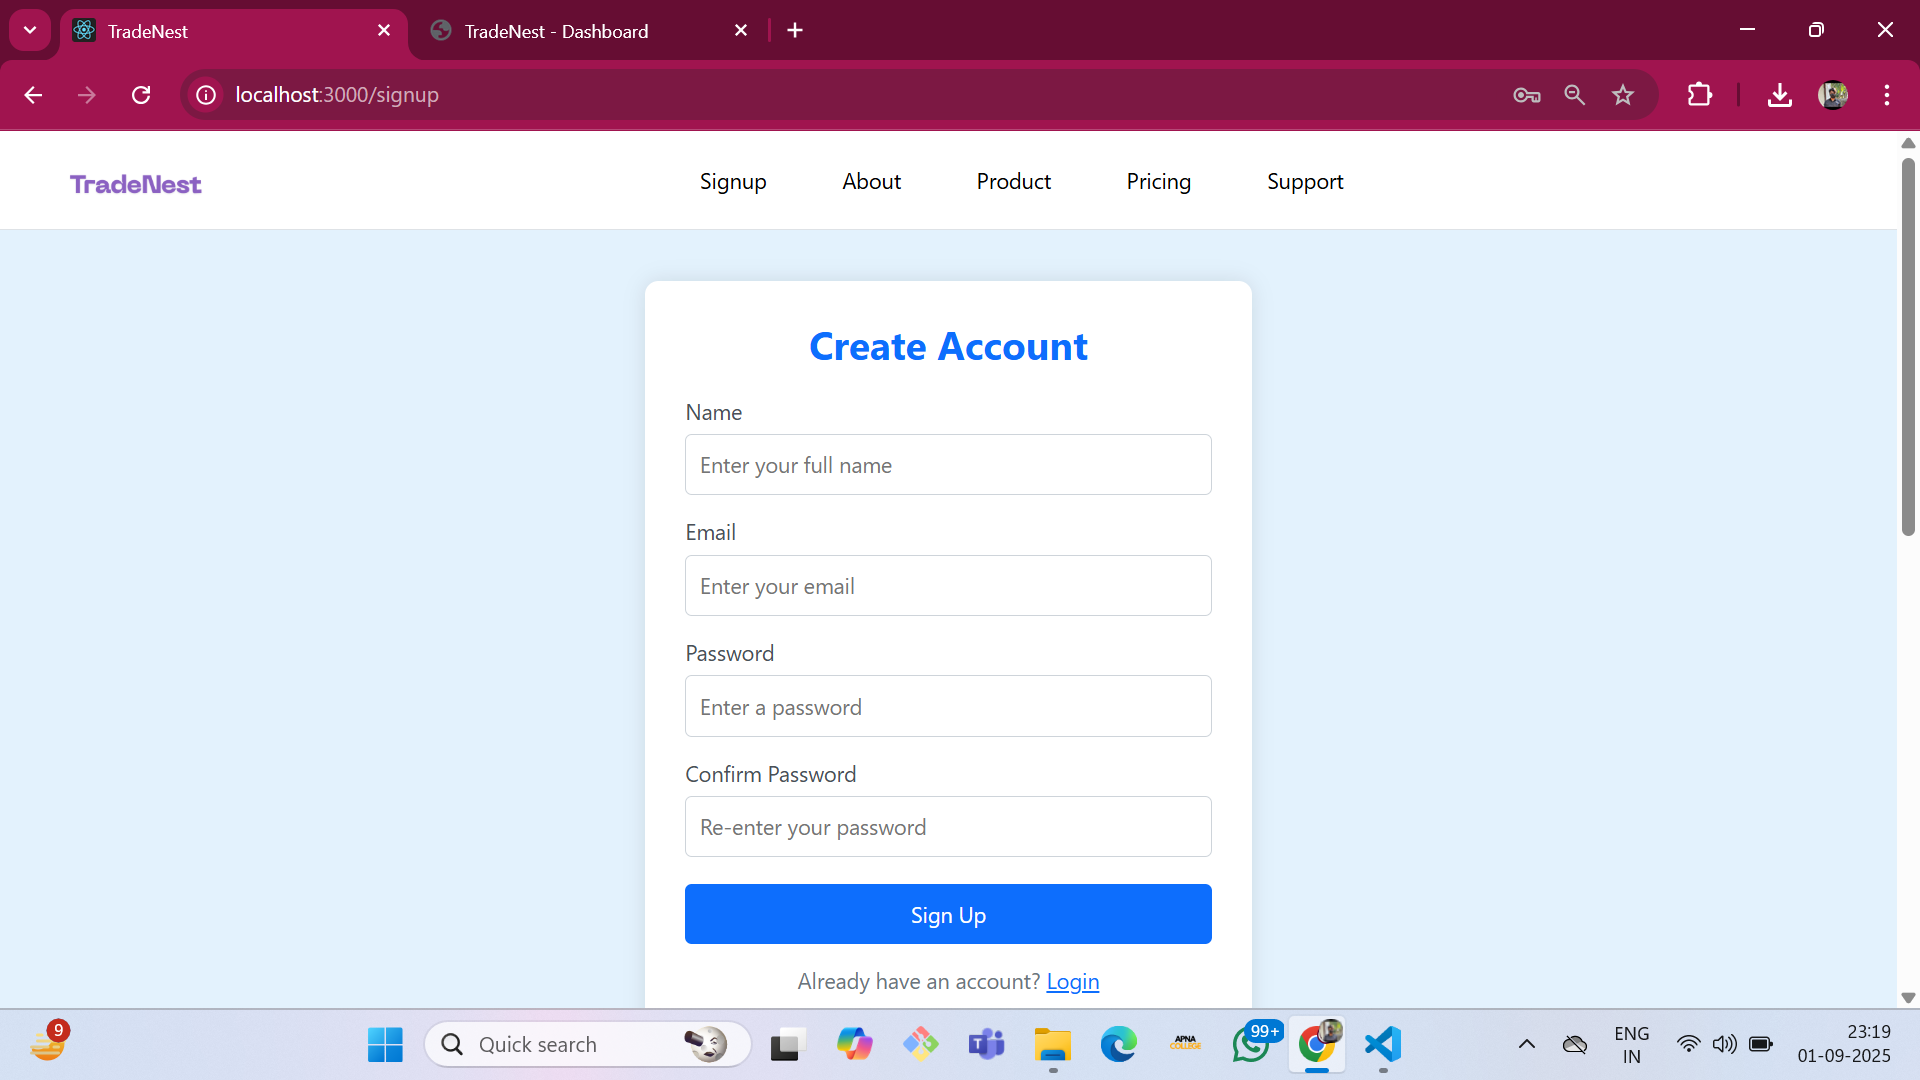 TradeNest
TradeNest - Dashboard
localhost:3000/signup
TradeNest
Signup
About
Product
Pricing
Support
Create Account
Name
Enter your full name
Email
Enter your email
Password
Enter a password
Confirm Password
Re-enter your password
Sign Up
Already have an account? Login
9
Quick search
T
APNA
COLLEGE
99+
ENG
IN
23:19
01-09-2025